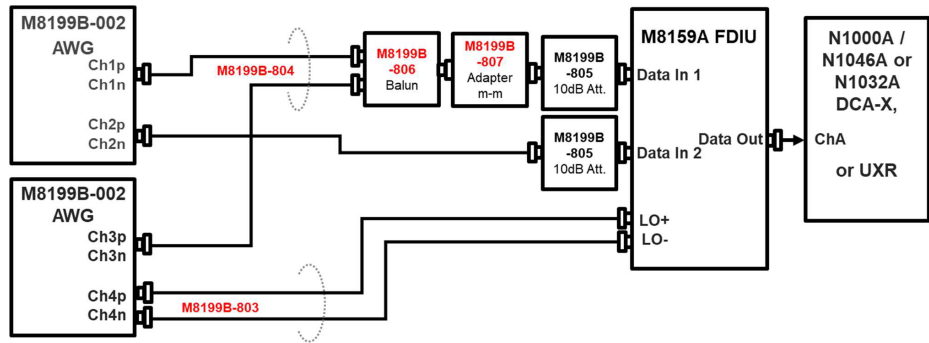 M8199B-002
AWG
Ch1p
Ch1n
Ch2p
Ch2n
M8199B-804
M8199B
-806
Balun
M8199B
-807
Adapter
m-m
M8199B
-805
10dB Att.
M8199B
-805
10dB Att.
M8159A FDIU
Data In 1
Data In 2
Data Out
LO+
LO-
N1000A /
N1046A or
N1032A
DCA-X,
ChA
or UXR
M8199B-002
AWG
Ch3p
Ch3n
Ch4p
Ch4n
M8199B-803